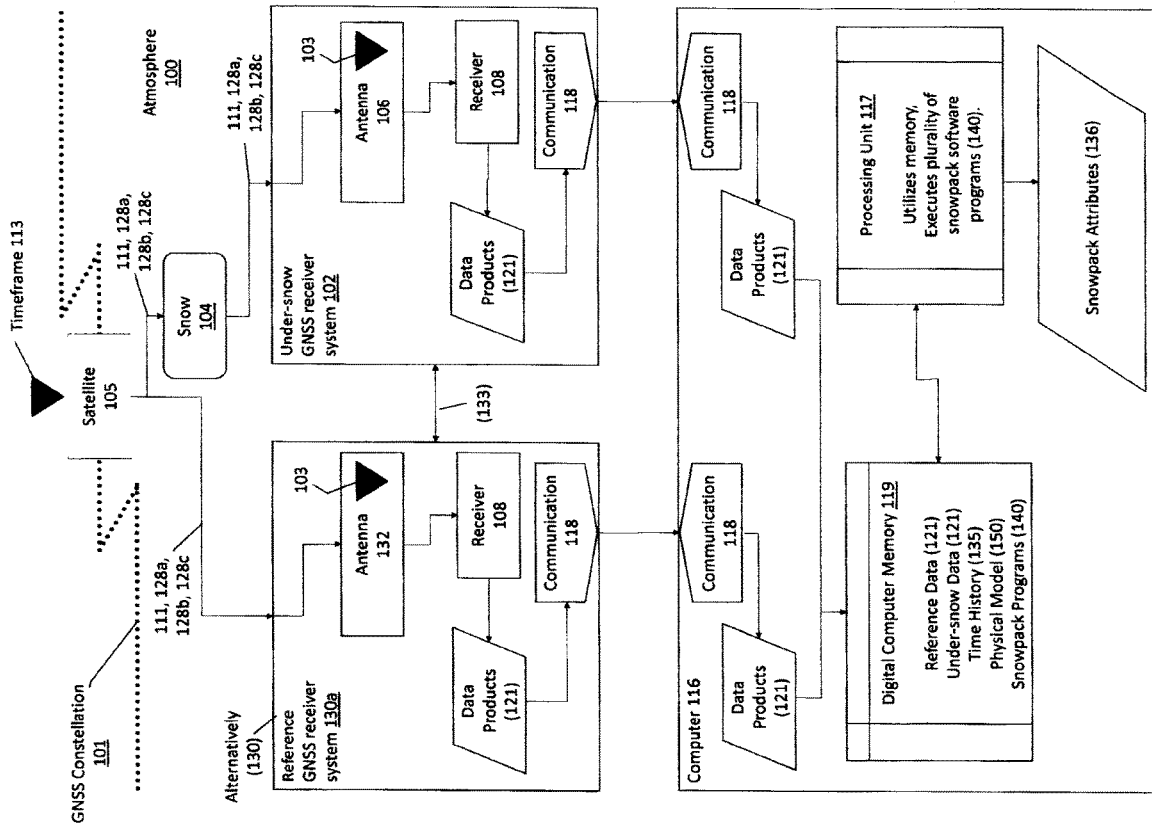 GNSS Constellation
101
Timeframe 113
Satellite
105
Atmosphere
100
111, 128a,
128b, 128c
Snow
104
111, 128a,
128b, 128c
111, 128a,
128b, 128c
Alternatively
(130)
Reference
GNSS receiver
system 130a
103
Antenna
132
Receiver
108
Data
Products
(121)
Communication
118
(133)
Under-snow
GNSS receiver
system 102
103
Antenna
106
Receiver
108
Data
Products
(121)
Communication
118
Computer 116
Communication
118
Data
Products
(121)
Communication
118
Data
Products
(121)
Digital Computer Memory 119
Reference Data (121)
Under-snow Data (121)
Time History (135)
Physical Model (150)
Snowpack Programs (140)
Processing Unit 117
Utilizes memory,
Executes plurality of
snowpack software
programs (140).
Snowpack Attributes (136)